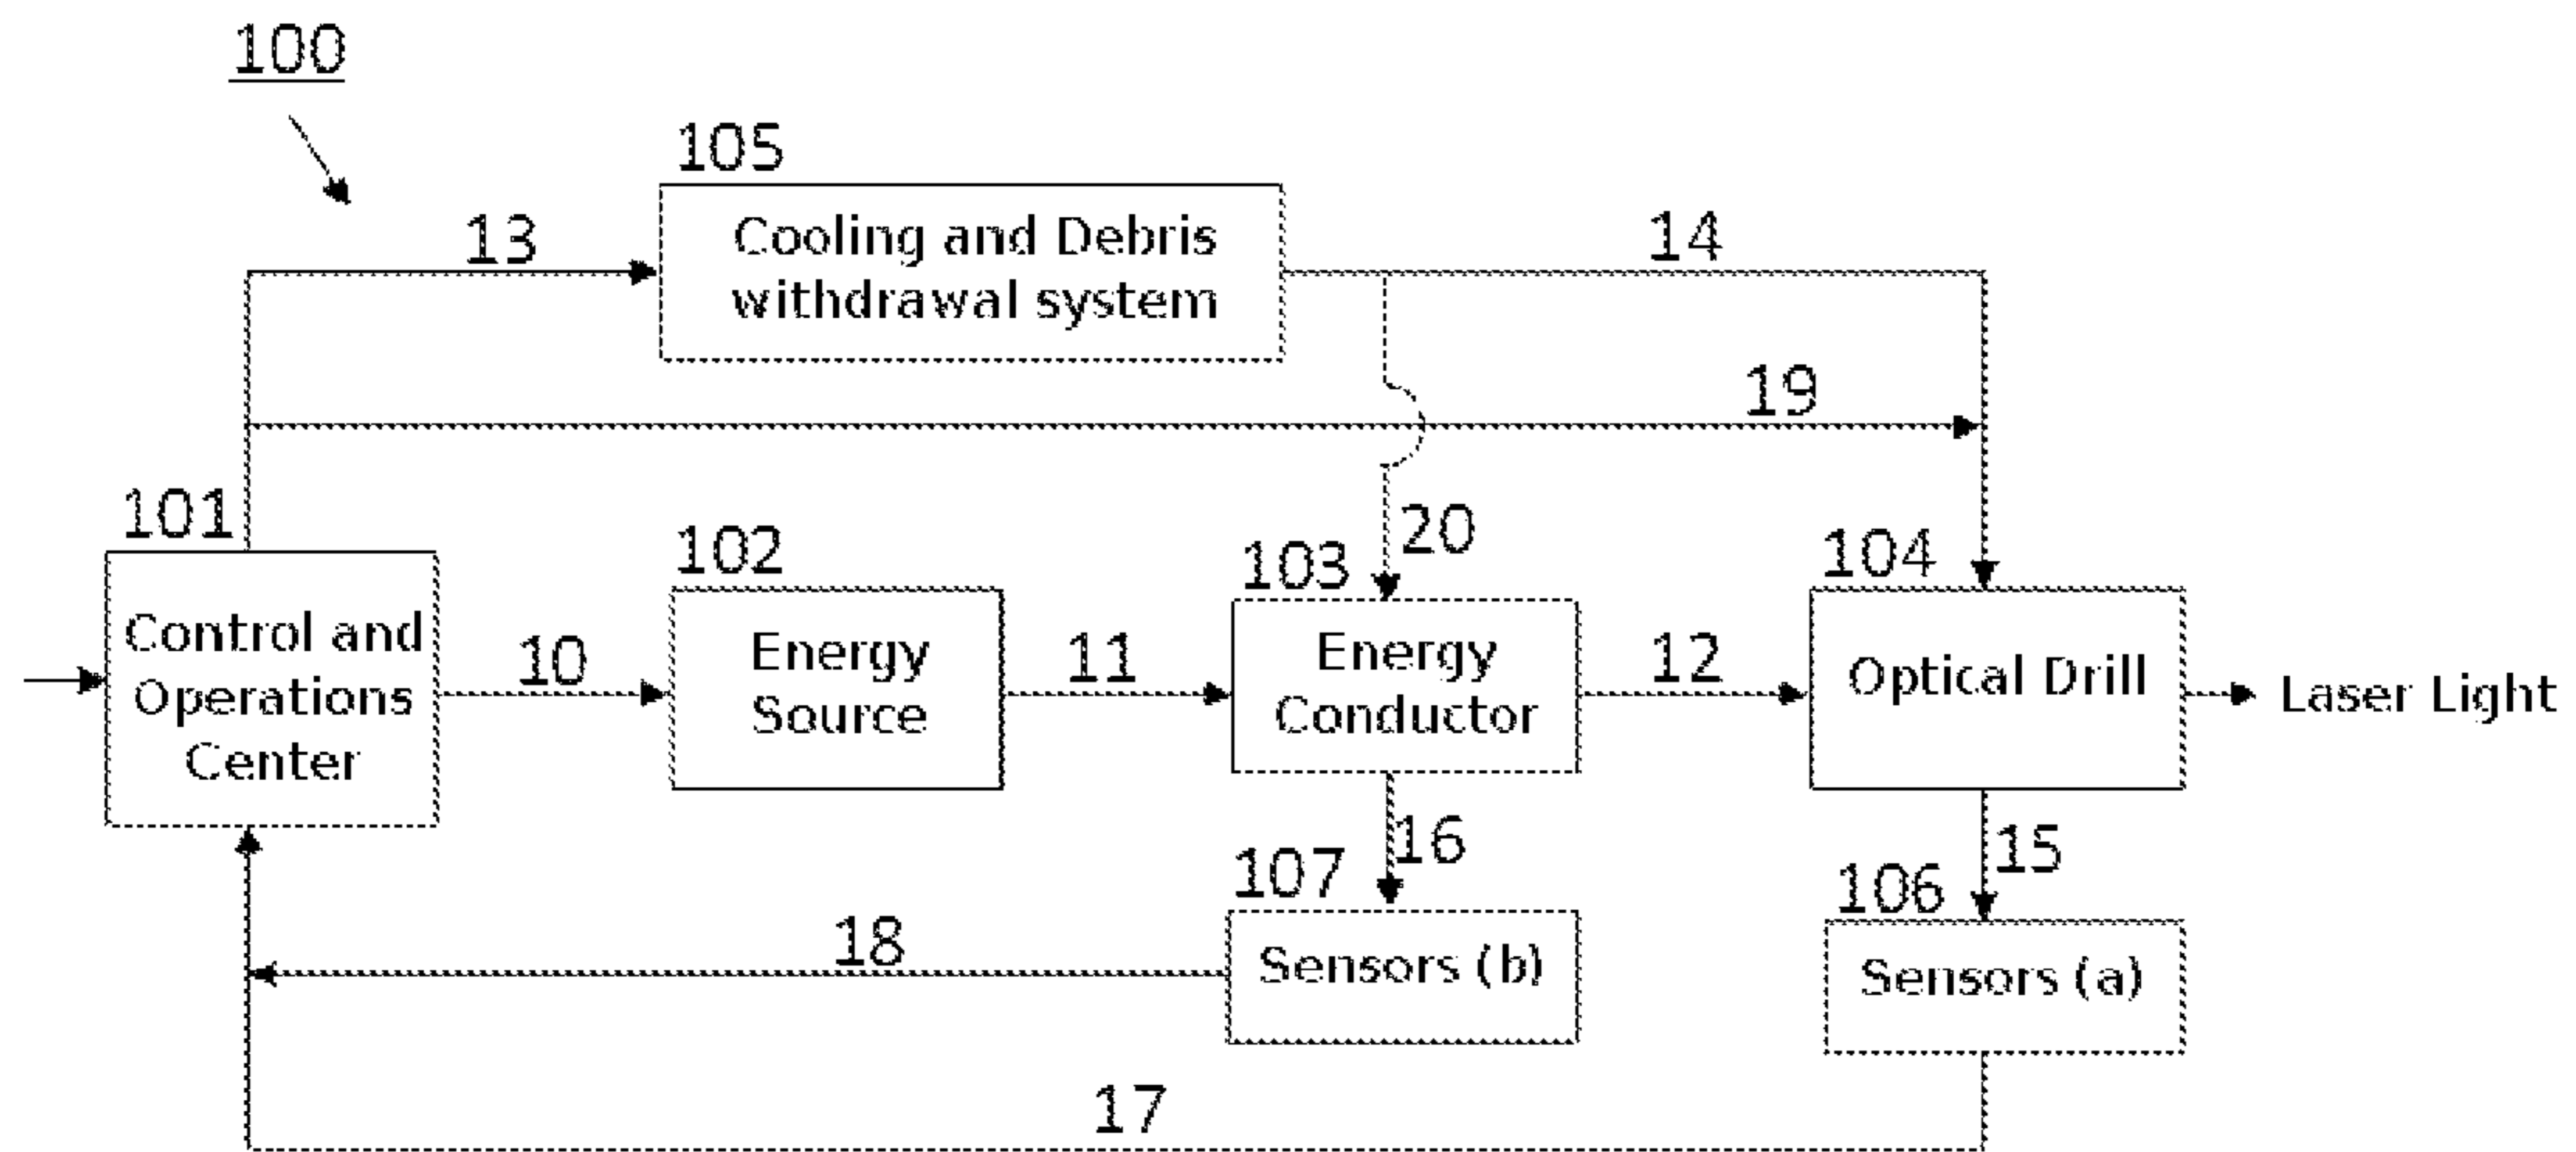 100
105
Cooling and Debris
withdrawal system
13
14
19
101
Control and
Operations
Center
10
102
Energy
Source
11
20
103
Energy
Conductor
12
104
Optical Drill
Laser Light
16
15
107
Sensors (b)
106
Sensors (a)
18
17